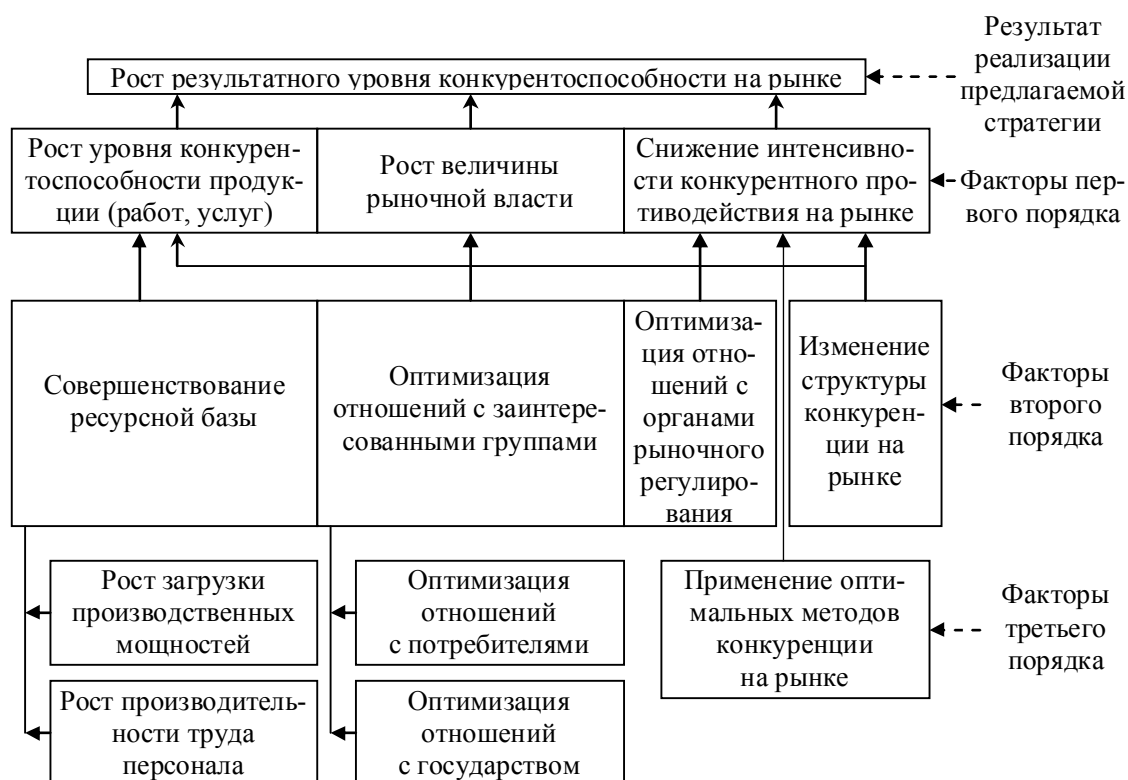 Результат
реализации
предлагаемой
стратегии
Рост результатного уровня конкурентоспособности на рынке
Рост уровня конкурен-
тоспособности продук-
ции (работ, услуг)
Рост величины
рыночной власти
Снижение интенсивно-
сти конкурентного про-
тиводействия на рынке
Факторы пер-
вого порядка
Совершенствование
ресурсной базы
Оптимизация
отношений с заинтере-
сованными группами
Оптимиза-
ция отно-
шений с
органами
рыночного
регулиро-
вания
Изменение
структуры
конкурен-
ции на
рынке
Факторы
второго
порядка
Рост загрузки
производственных
мощностей
Оптимизация
отношений
с потребителями
Применение опти-
мальных методов
конкуренции
на рынке
Факторы
третьего
порядка
Рост производитель-
ности труда
персонала
Оптимизация
отношений
с государством